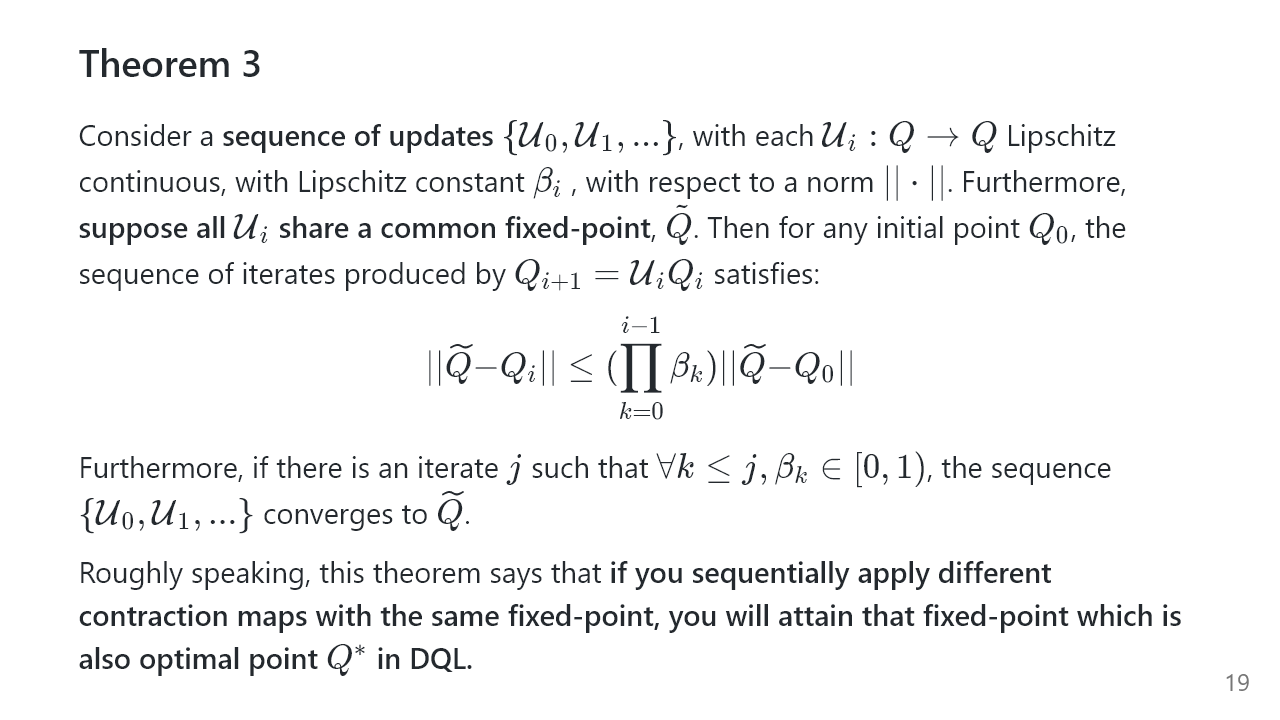 Theorem 3
Consider a sequence of updates {𝒰₀, 𝒰₁, ...}, with each 𝒰ᵢ : Q → Q Lipschitz
continuous, with Lipschitz constant βᵢ , with respect to a norm || · ||. Furthermore,
suppose all 𝒰ᵢ share a common fixed-point, Q̃. Then for any initial point Q₀, the
sequence of iterates produced by Qᵢ₊₁ = 𝒰ᵢQᵢ satisfies:
||Q̃−Qᵢ|| ≤ (∏_{k=0}^{i−1} βₖ)||Q̃−Q₀||
Furthermore, if there is an iterate j such that ∀k ≤ j, βₖ ∈ [0, 1), the sequence
{𝒰₀, 𝒰₁, ...} converges to Q̃.
Roughly speaking, this theorem says that if you sequentially apply different
contraction maps with the same fixed-point, you will attain that fixed-point which is
also optimal point Q* in DQL.
19